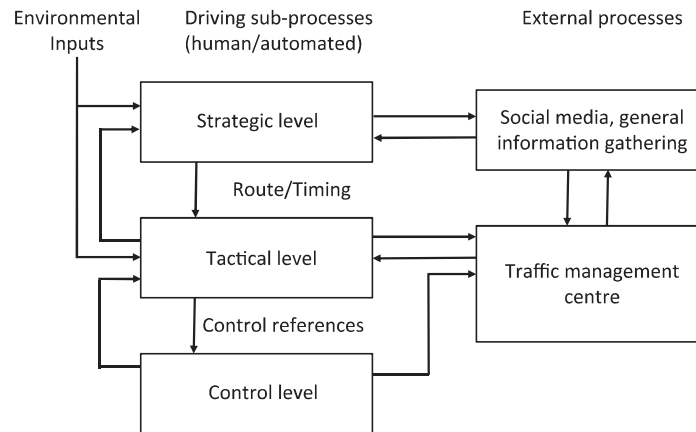 Environmental
Inputs
Driving sub-processes
(human/automated)
External processes
Strategic level
Social media, general
information gathering
Route/Timing
Tactical level
Traffic management
centre
Control references
Control level